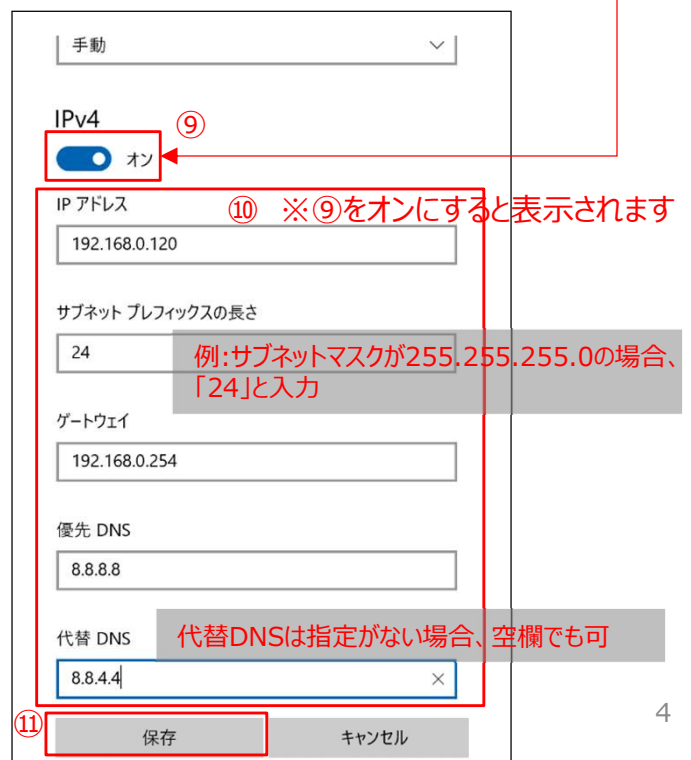 手動
IPv4
⑨
オン
IP アドレス
⑩ ※⑨をオンにすると表示されます
192.168.0.120
サブネット プレフィックスの長さ
24
例:サブネットマスクが255.255.255.0の場合、
「24」と入力
ゲートウェイ
192.168.0.254
優先 DNS
8.8.8.8
代替 DNS
代替DNSは指定がない場合、空欄でも可
8.8.4.4
⑪
保存
キャンセル
4